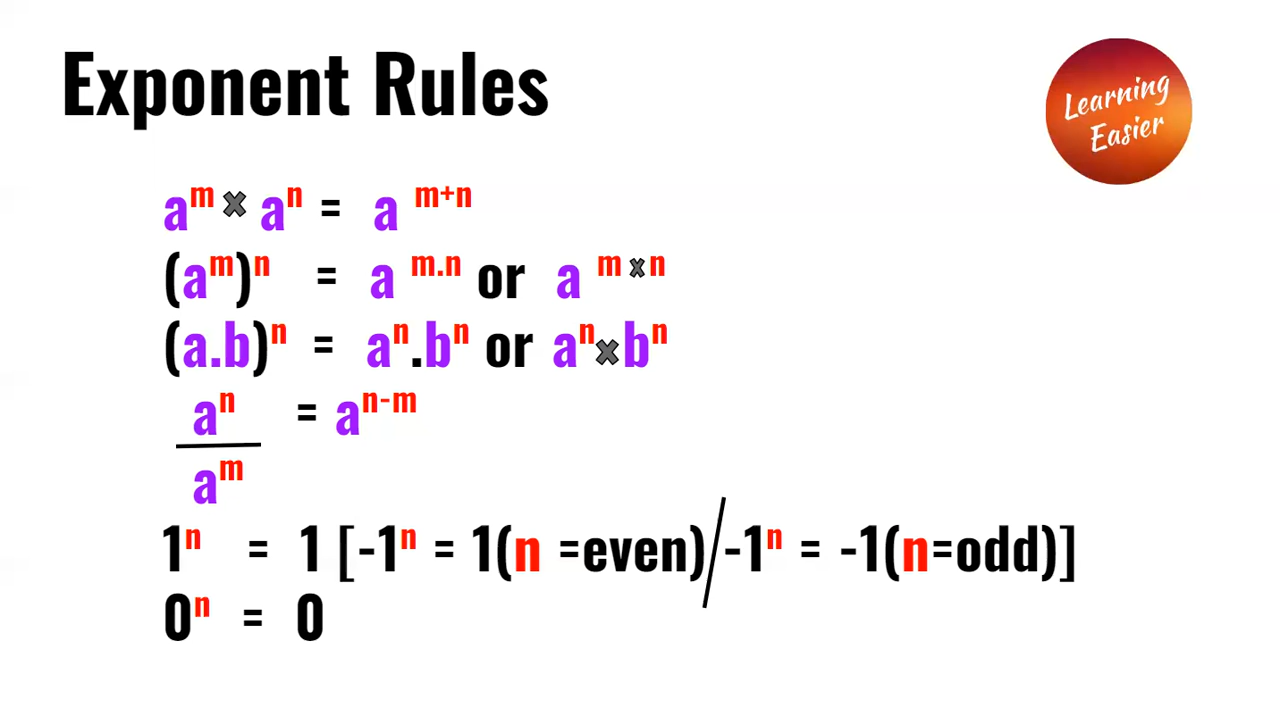 Exponent Rules
Learning
Easier
aᵐ × aⁿ = a ᵐ⁺ⁿ
(aᵐ)ⁿ = a ᵐ·ⁿ or a ᵐ ˣ ⁿ
(a.b)ⁿ = aⁿ.bⁿ or aⁿ×bⁿ
aⁿ = aⁿ⁻ᵐ
aᵐ
1ⁿ = 1 [-1ⁿ = 1(n =even)/-1ⁿ = -1(n=odd)]
0ⁿ = 0